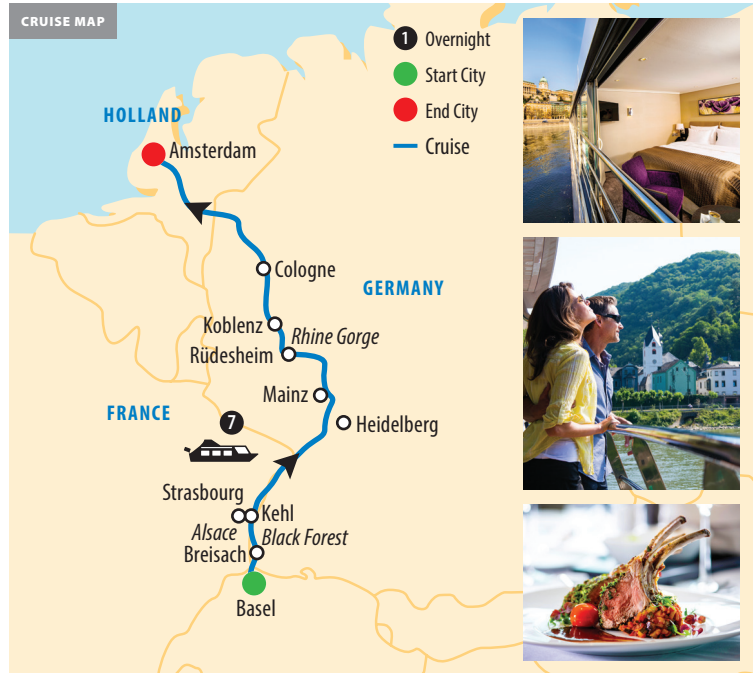 CRUISE MAP
1 Overnight
Start City
End City
Cruise
HOLLAND
Amsterdam
Cologne
GERMANY
Koblenz
Rhine Gorge
Rüdesheim
Mainz
FRANCE
7
Heidelberg
Strasbourg
Kehl
Alsace
Black Forest
Breisach
Basel